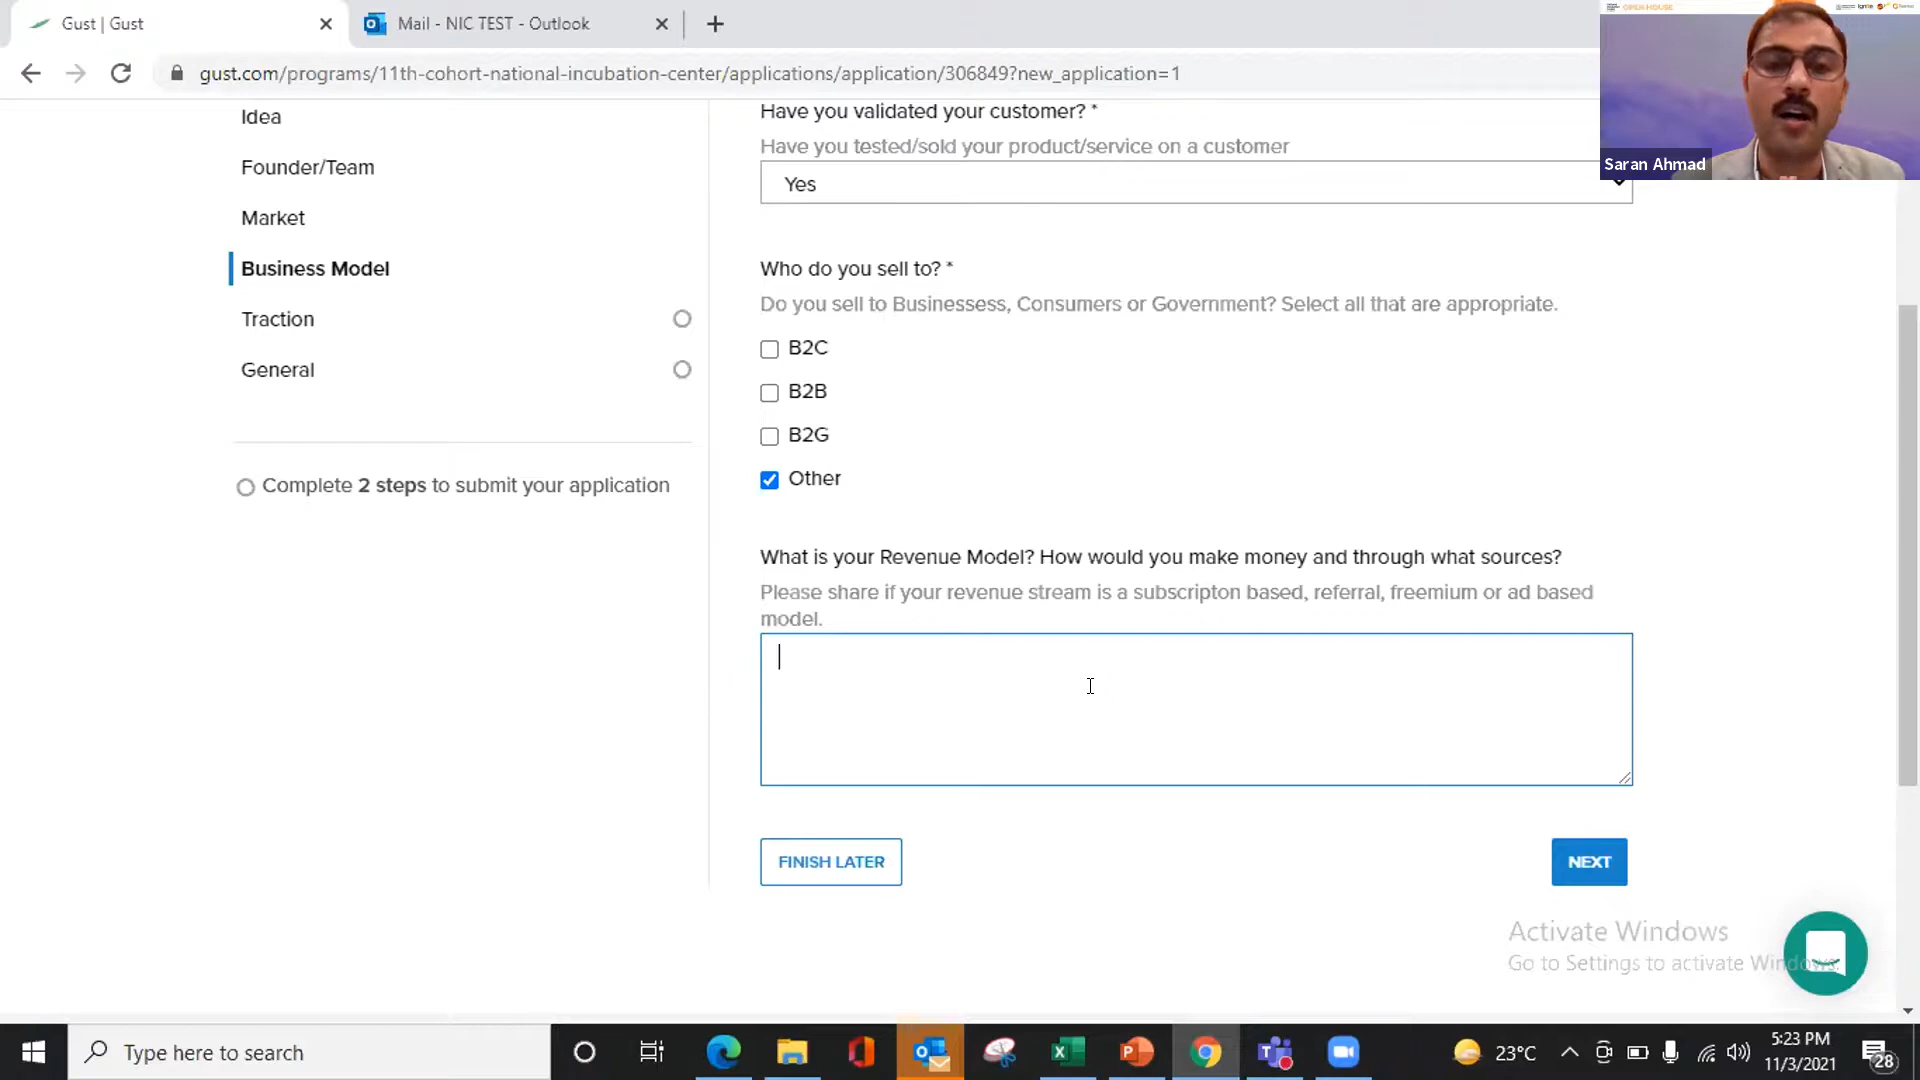 Gust | Gust
Mail - NIC TEST - Outlook
gust.com/programs/11th-cohort-national-incubation-center/applications/application/306849?new_application=1
OPEN HOUSE
Saran Ahmad
Idea
Founder/Team
Market
Business Model
Traction
General
Complete 2 steps to submit your application
Have you validated your customer? *
Have you tested/sold your product/service on a customer
Yes
Who do you sell to? *
Do you sell to Businessess, Consumers or Government? Select all that are appropriate.
B2C
B2B
B2G
Other
What is your Revenue Model? How would you make money and through what sources?
Please share if your revenue stream is a subscripton based, referral, freemium or ad based
model.
FINISH LATER
NEXT
Activate Windows
Go to Settings to activate Windows.
Type here to search
23°C
5:23 PM
11/3/2021
28